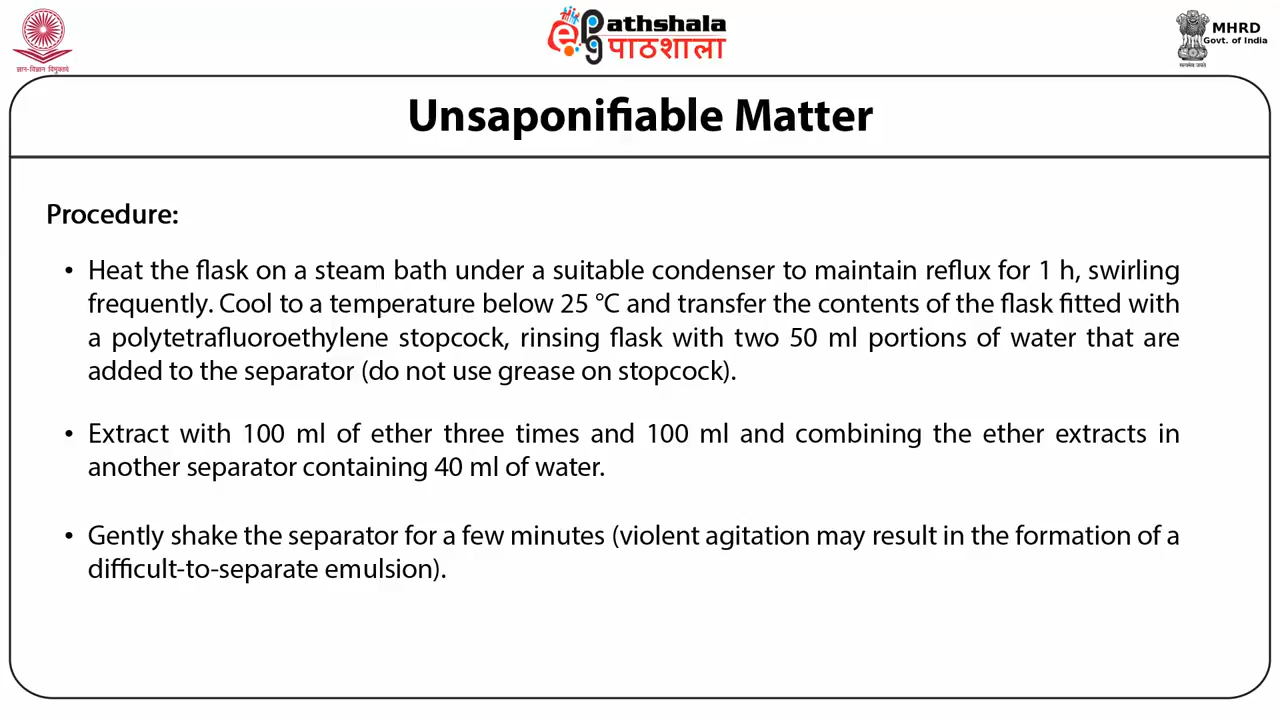 ज्ञान-विज्ञान विमुक्तये
epathshala
पाठशाला
MHRD
Govt. of India
सत्यमेव जयते
Unsaponifiable Matter
Procedure:
• Heat the flask on a steam bath under a suitable condenser to maintain reflux for 1 h, swirling
frequently. Cool to a temperature below 25 °C and transfer the contents of the flask fitted with
a polytetrafluoroethylene stopcock, rinsing flask with two 50 ml portions of water that are
added to the separator (do not use grease on stopcock).
• Extract with 100 ml of ether three times and 100 ml and combining the ether extracts in
another separator containing 40 ml of water.
• Gently shake the separator for a few minutes (violent agitation may result in the formation of a
difficult-to-separate emulsion).